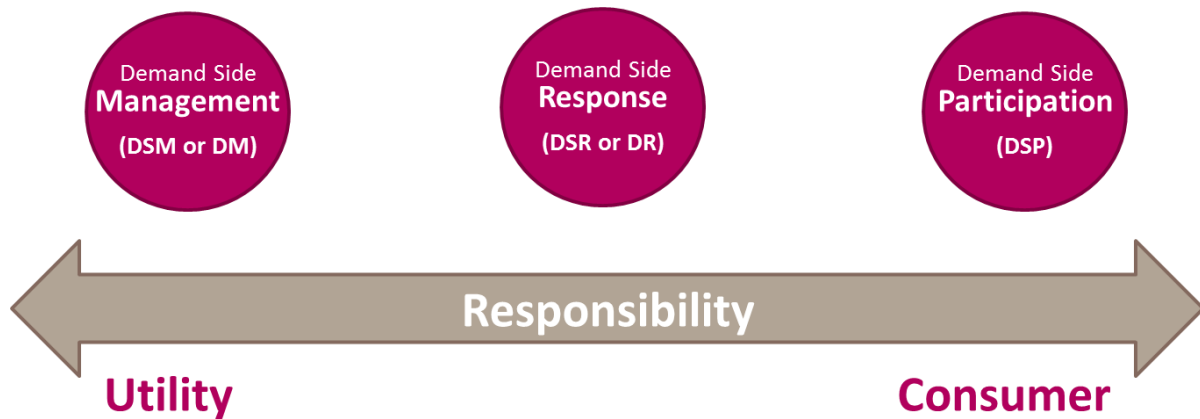 Demand Side
Management
(DSM or DM)
Demand Side
Response
(DSR or DR)
Demand Side
Participation
(DSP)
Responsibility
Utility
Consumer